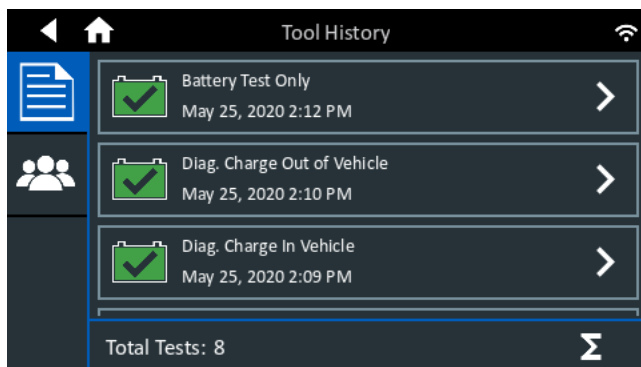 Tool History
Battery Test Only
May 25, 2020 2:12 PM
Diag. Charge Out of Vehicle
May 25, 2020 2:10 PM
Diag. Charge In Vehicle
May 25, 2020 2:09 PM
Total Tests: 8
Σ